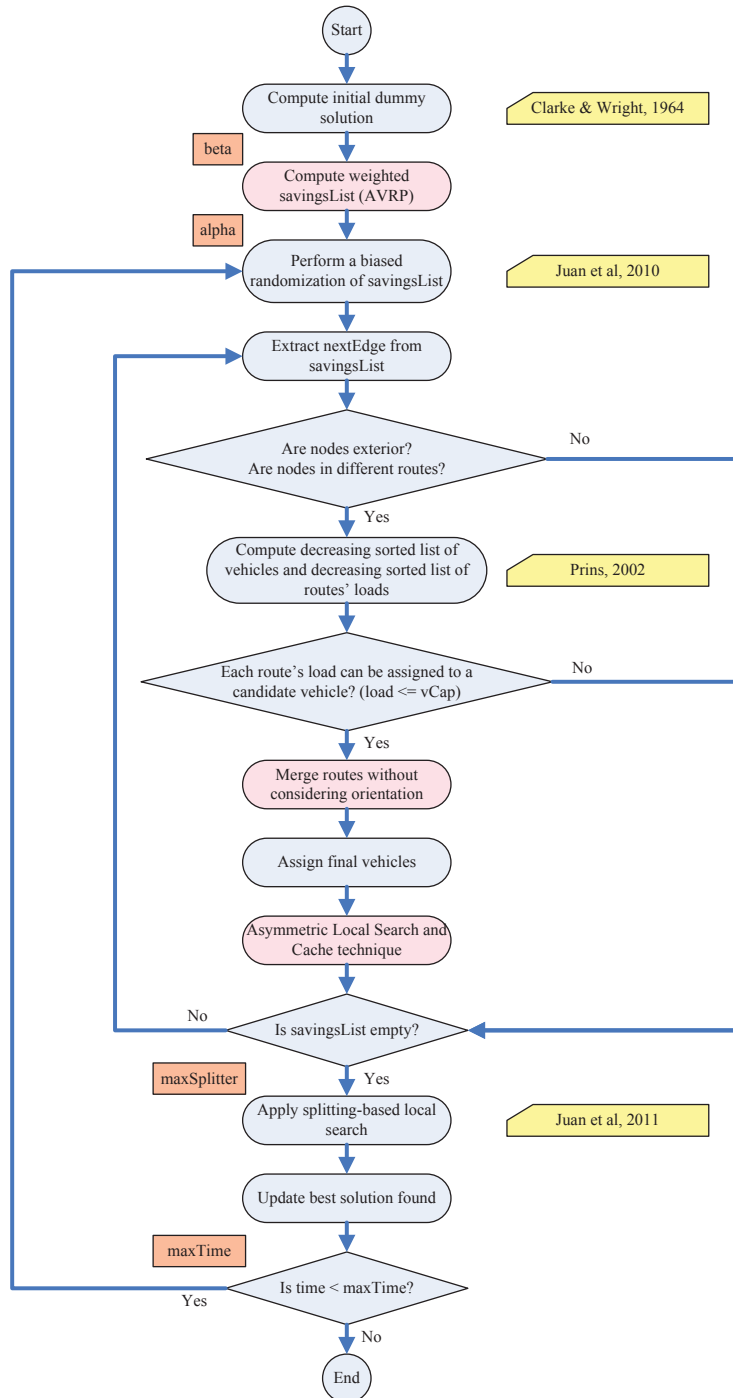 Start
Compute initial dummy
solution
Clarke & Wright, 1964
beta
Compute weighted
savingsList (AVRP)
alpha
Perform a biased
randomization of savingsList
Juan et al, 2010
Extract nextEdge from
savingsList
Are nodes exterior?
Are nodes in different routes?
No
Yes
Compute decreasing sorted list of
vehicles and decreasing sorted list of
routes' loads
Prins, 2002
Each route's load can be assigned to a
candidate vehicle? (load <= vCap)
No
Yes
Merge routes without
considering orientation
Assign final vehicles
Asymmetric Local Search and
Cache technique
Is savingsList empty?
No
Yes
maxSplitter
Apply splitting-based local
search
Juan et al, 2011
Update best solution found
maxTime
Is time < maxTime?
Yes
No
End